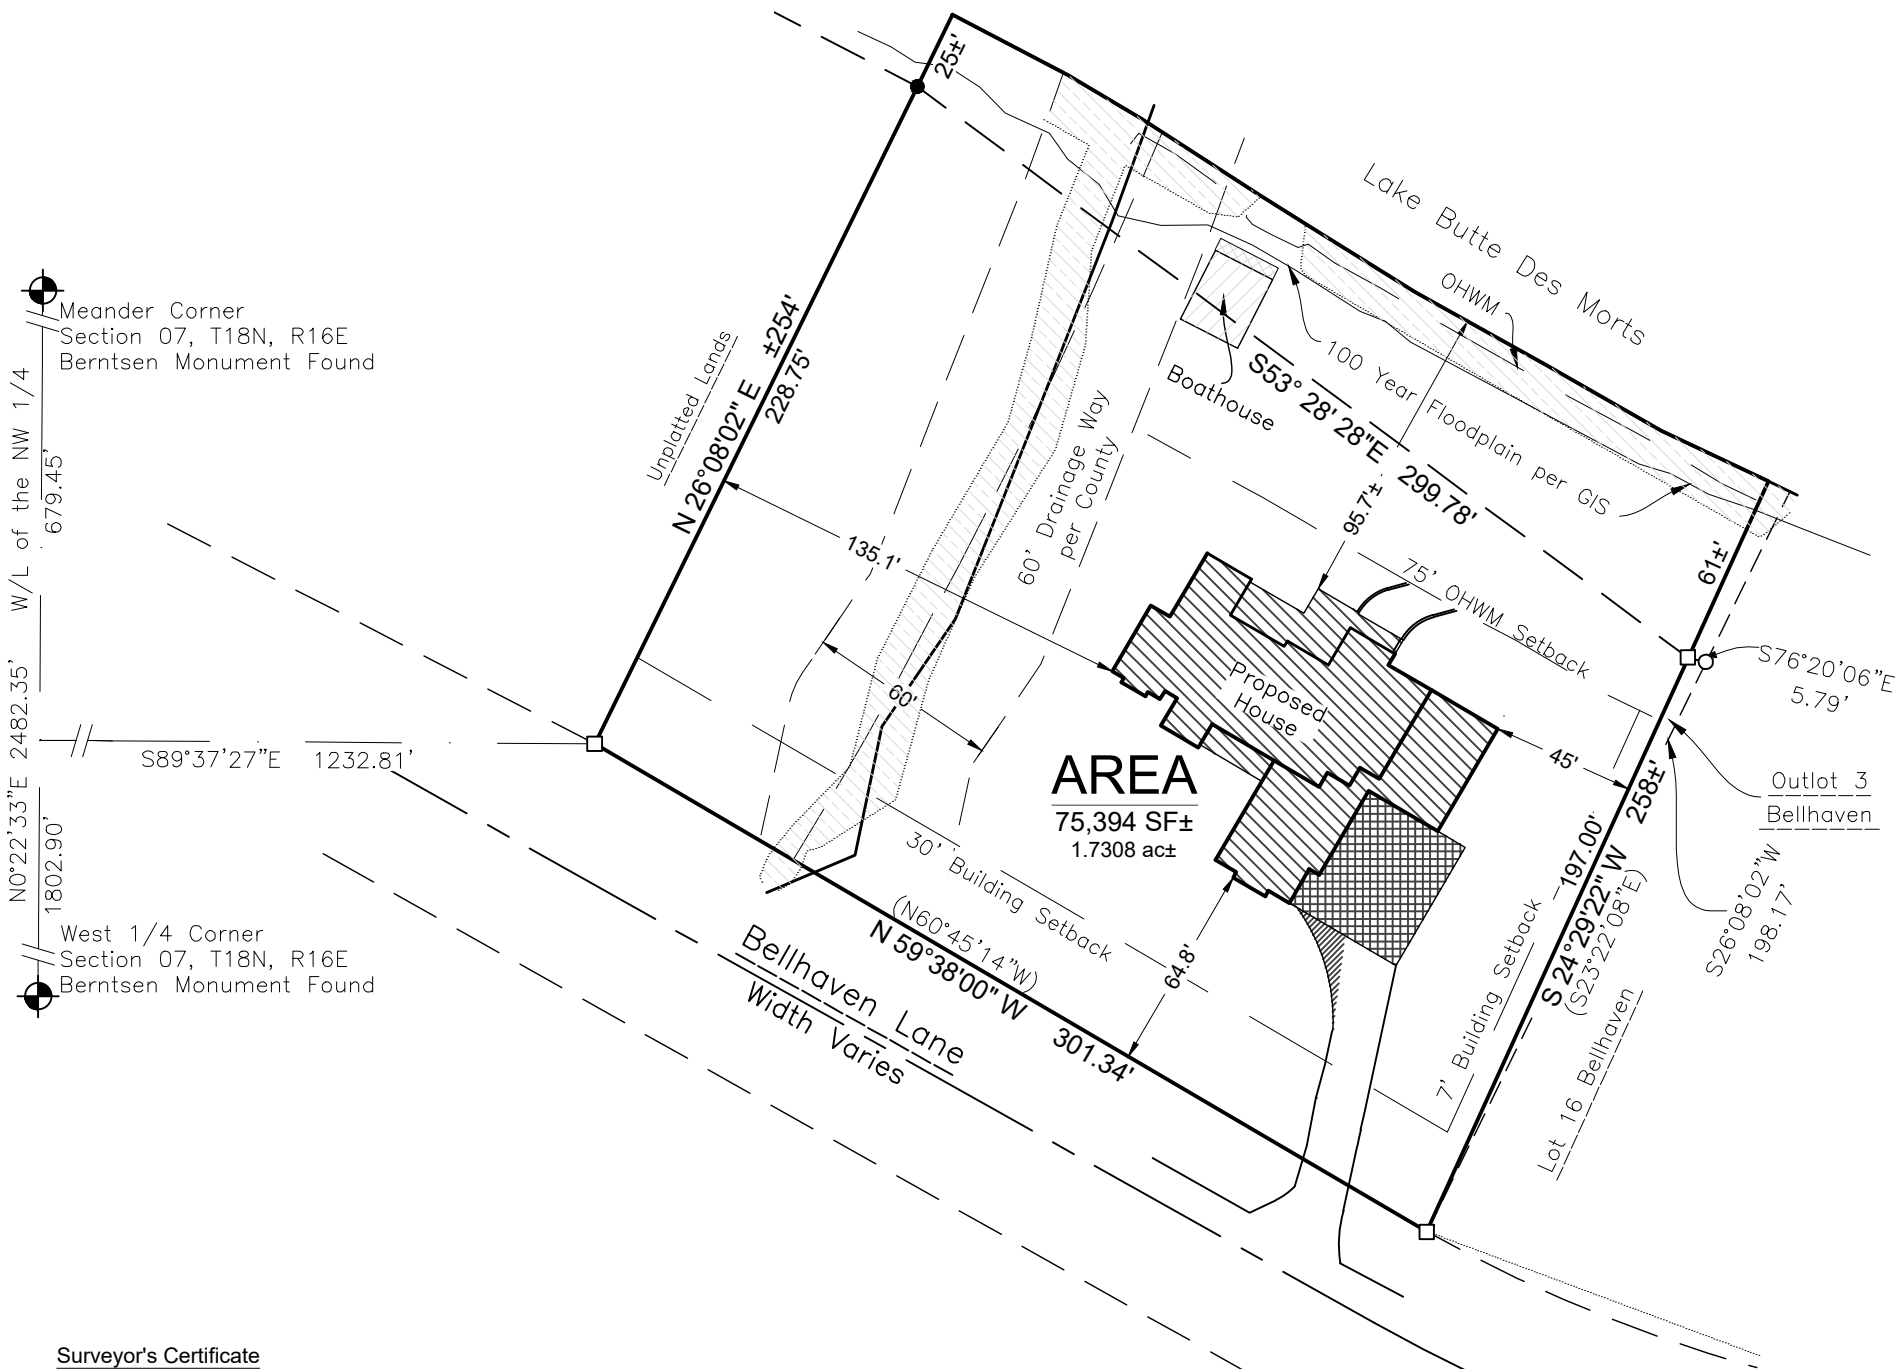 25±'
Lake Butte Des Morts
OHWM
Meander Corner
Section 07, T18N, R16E
Berntsen Monument Found
W/L of the NW 1/4
679.45'
N0°22'33"E 2482.35'
1802.90'
Unplatted Lands
N 26°08'02" E ±254'
228.75'
Boathouse
100 Year Floodplain per GIS
S53° 28' 28"E 299.78'
60' Drainage Way
per County
135.1'
95.7'±
75' OHWM Setback
61±'
S76°20'06"E
5.79'
60'
Proposed
House
45'
S89°37'27"E 1232.81'
AREA
75,394 SF±
1.7308 ac±
Outlot 3
Bellhaven
258±'
197.00'
S 24°29'22" W
(S23°22'08"E)
S26°08'02"W
198.17'
30' Building Setback
7' Building Setback
Lot 16 Bellhaven
64.8'
(N60°45'14"W)
N 59°38'00" W 301.34'
Bellhaven Lane
Width Varies
West 1/4 Corner
Section 07, T18N, R16E
Berntsen Monument Found
Surveyor's Certificate